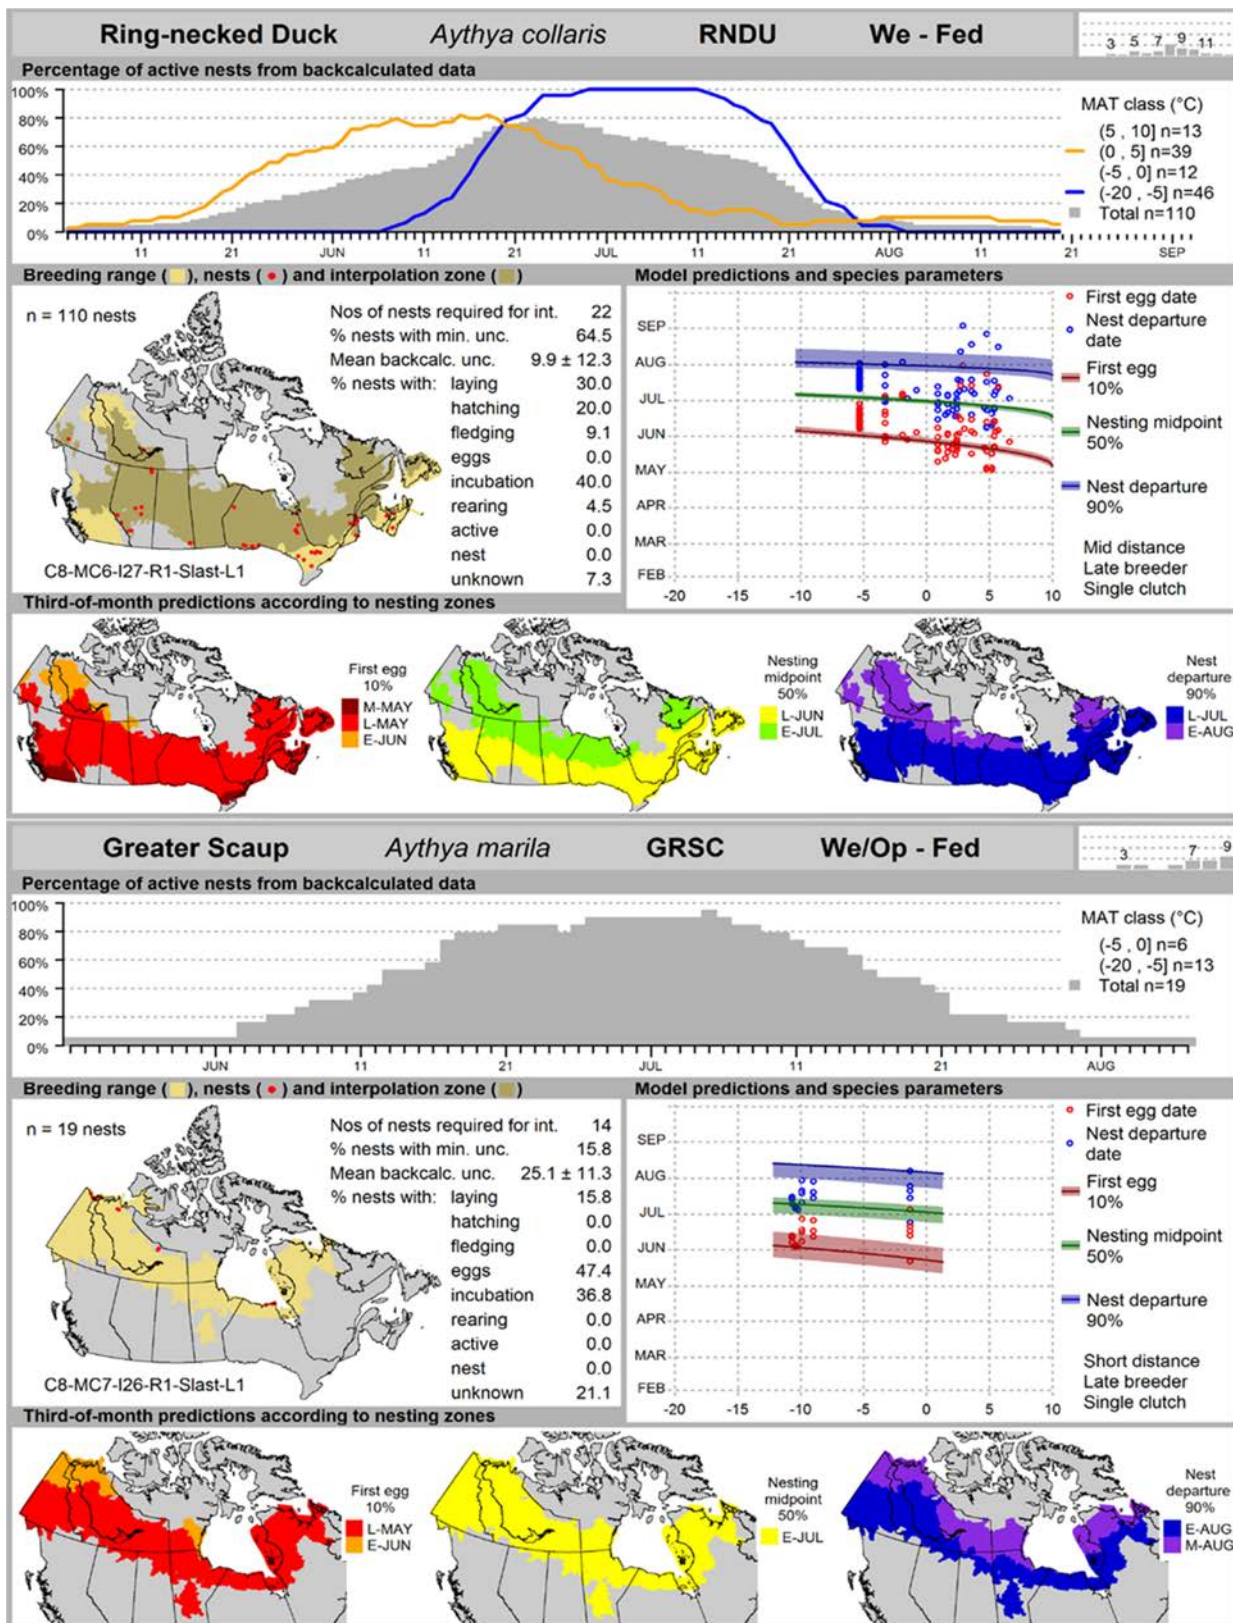 Ring-necked Duck Aythya collaris RNDU We - Fed
3 5 7 9 11
Percentage of active nests from backcalculated data
100%
80%
60%
40%
20%
0%
11 21 JUN 11 21 JUL 11 AUG 11 21 SEP
MAT class (°C)
(5 , 10] n=13
(0 , 5] n=39
(-5 , 0] n=12
(-20 , -5] n=46
Total n=110
Breeding range ( ), nests ( ) and interpolation zone ( )
n = 110 nests
Nos of nests required for int. 22
% nests with min. unc. 64.5
Mean backcalc. unc. 9.9 ± 12.3
% nests with: laying 30.0
hatching 20.0
fledging 9.1
eggs 0.0
incubation 40.0
rearing 4.5
active 0.0
nest 0.0
unknown 7.3
C8-MC6-I27-R1-Slast-L1
Model predictions and species parameters
SEP
AUG
JUL
JUN
MAY
APR
MAR
FEB
-20 -15 -10 -5 0 5 10
First egg date
Nest departure
date
First egg
10%
Nesting midpoint
50%
Nest departure
90%
Mid distance
Late breeder
Single clutch
Third-of-month predictions according to nesting zones
First egg
10%
M-MAY
L-MAY
E-JUN
Nesting
midpoint
50%
L-JUN
E-JUL
Nest
departure
90%
L-JUL
E-AUG
Greater Scaup Aythya marila GRSC We/Op - Fed
3 7 9
Percentage of active nests from backcalculated data
100%
80%
60%
40%
20%
0%
JUN 11 21 JUL 11 21 AUG
MAT class (°C)
(-5 , 0] n=6
(-20 , -5] n=13
Total n=19
Breeding range ( ), nests ( ) and interpolation zone ( )
n = 19 nests
Nos of nests required for int. 14
% nests with min. unc. 15.8
Mean backcalc. unc. 25.1 ± 11.3
% nests with: laying 15.8
hatching 0.0
fledging 0.0
eggs 47.4
incubation 36.8
rearing 0.0
active 0.0
nest 0.0
unknown 21.1
C8-MC7-I26-R1-Slast-L1
Model predictions and species parameters
SEP
AUG
JUL
JUN
MAY
APR
MAR
FEB
-20 -15 -10 -5 0 5 10
First egg date
Nest departure
date
First egg
10%
Nesting midpoint
50%
Nest departure
90%
Short distance
Late breeder
Single clutch
Third-of-month predictions according to nesting zones
First egg
10%
L-MAY
E-JUN
Nesting
midpoint
50%
E-JUL
Nest
departure
90%
E-AUG
M-AUG